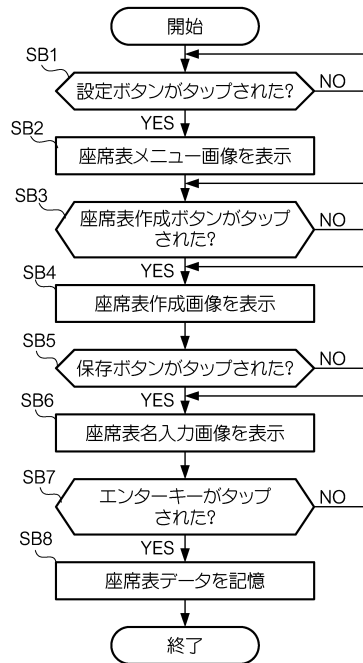 開始
SB1
設定ボタンがタップされた?
NO
YES
SB2
座席表メニュー画像を表示
SB3
座席表作成ボタンがタップ
された?
NO
YES
SB4
座席表作成画像を表示
SB5
保存ボタンがタップされた?
NO
YES
SB6
座席表名入力画像を表示
SB7
エンターキーがタップ
された?
NO
YES
SB8
座席表データを記憶
終了